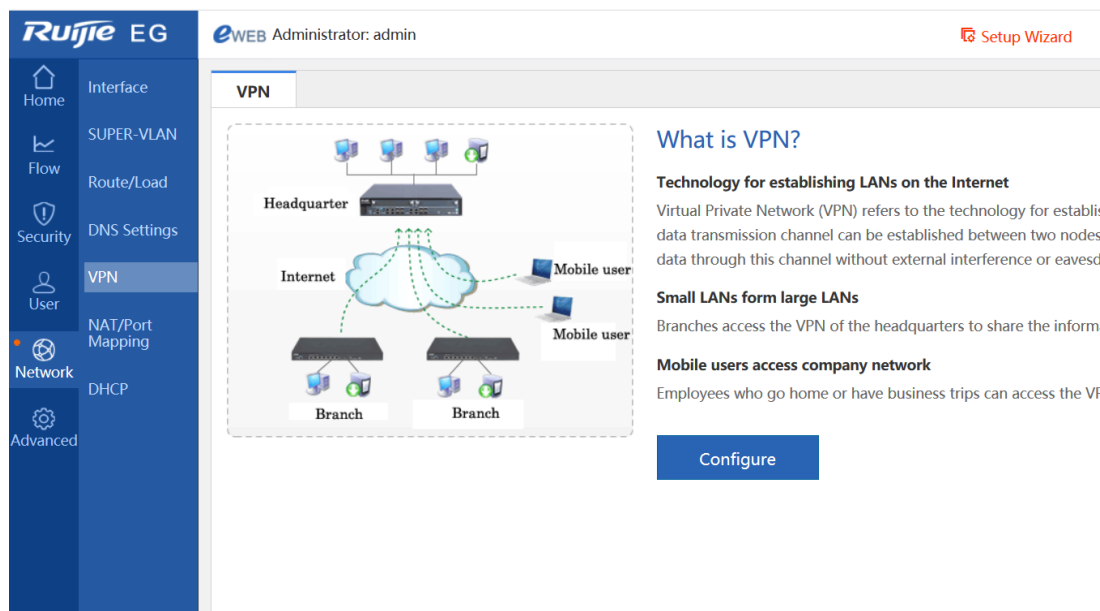 Ruijie EG
eWEB Administrator: admin
Setup Wizard
Home
Flow
Security
User
Network
Advanced
Interface
SUPER-VLAN
Route/Load
DNS Settings
VPN
NAT/Port
Mapping
DHCP
VPN
Headquarter
Internet
Mobile user
Mobile user
Branch
Branch
What is VPN?
Technology for establishing LANs on the Internet
Virtual Private Network (VPN) refers to the technology for establis
data transmission channel can be established between two nodes
data through this channel without external interference or eavesd
Small LANs form large LANs
Branches access the VPN of the headquarters to share the informa
Mobile users access company network
Employees who go home or have business trips can access the VP
Configure